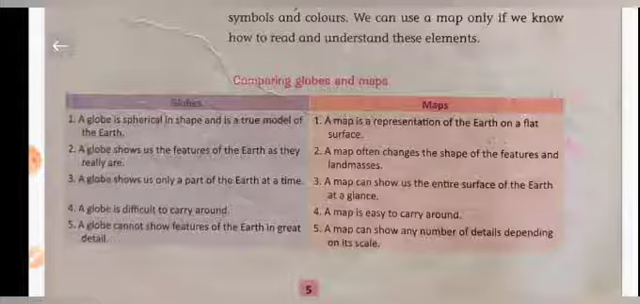 symbols and colours. We can use a map only if we know
how to read and understand these elements.
Comparing globes and maps
Globes
Maps
1. A globe is spherical in shape and is a true model of
the Earth.
1. A map is a representation of the Earth on a flat
surface.
2. A globe shows us the features of the Earth as they
really are.
2. A map often changes the shape of the features and
landmasses.
3. A globe shows us only a part of the Earth at a time.
3. A map can show us the entire surface of the Earth
at a glance.
4. A globe is difficult to carry around.
4. A map is easy to carry around.
5. A globe cannot show features of the Earth in great
detail.
5. A map can show any number of details depending
on its scale.
5